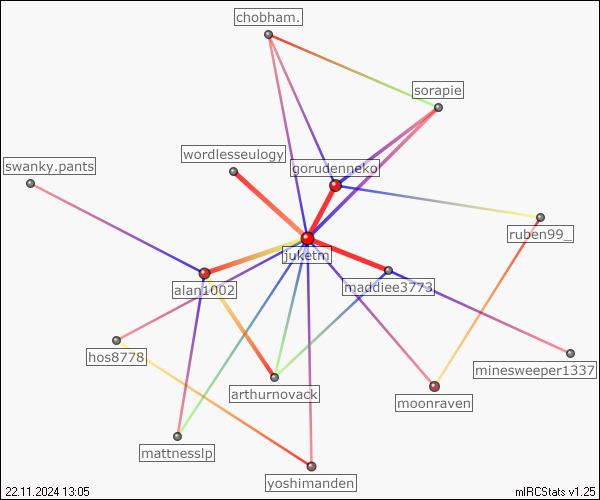 chobham.
sorapie
wordlesseulogy
swanky.pants
gorudenneko
ruben99_
juketm
alan1002
maddiee3773
hos8778
minesweeper1337
arthurnovack
moonraven
mattnesslp
yoshimanden
22.11.2024 13:05
mIRCStats v1.25